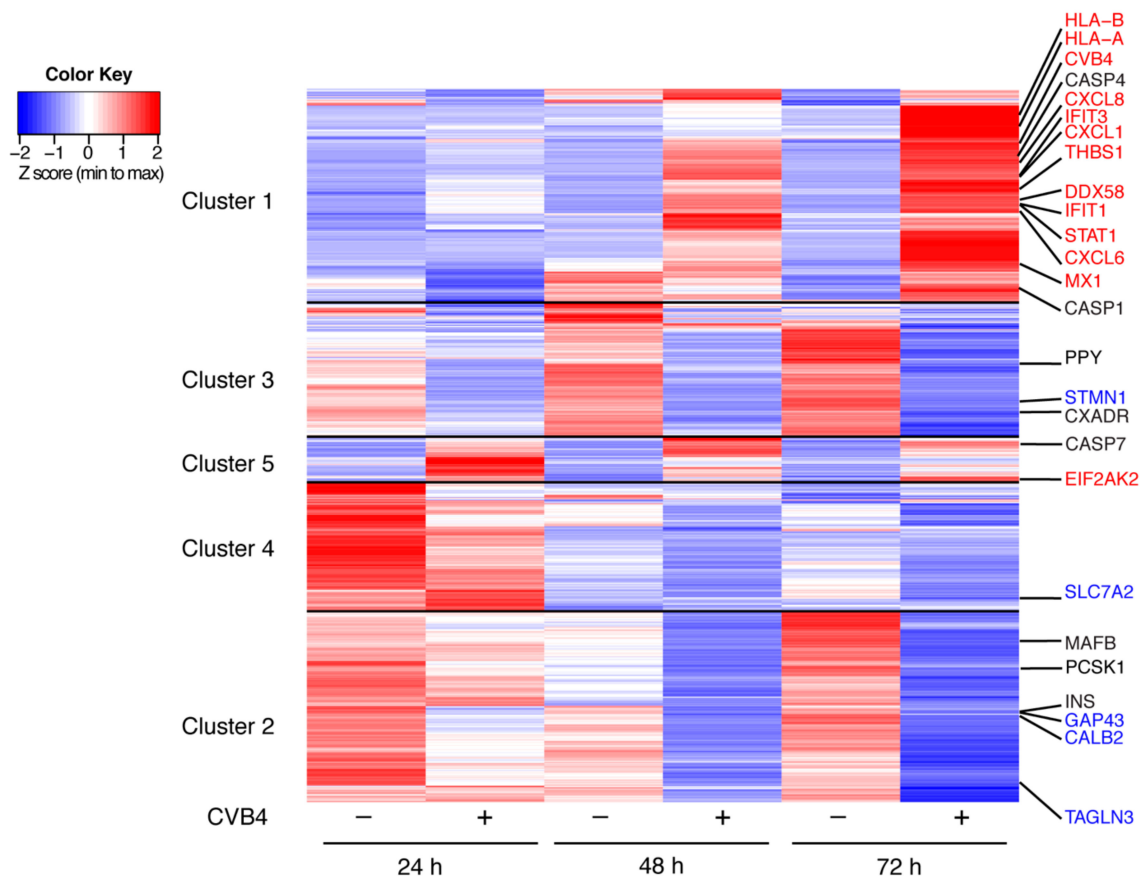 Color Key
−2 −1 0 1 2
Z score (min to max)
HLA−B
HLA−A
CVB4
CASP4
CXCL8
IFIT3
CXCL1
THBS1
Cluster 1
DDX58
IFIT1
STAT1
CXCL6
MX1
CASP1
PPY
Cluster 3
STMN1
CXADR
CASP7
Cluster 5
EIF2AK2
Cluster 4
SLC7A2
MAFB
PCSK1
INS
GAP43
Cluster 2
CALB2
CVB4 − + − + − +
TAGLN3
24 h 48 h 72 h